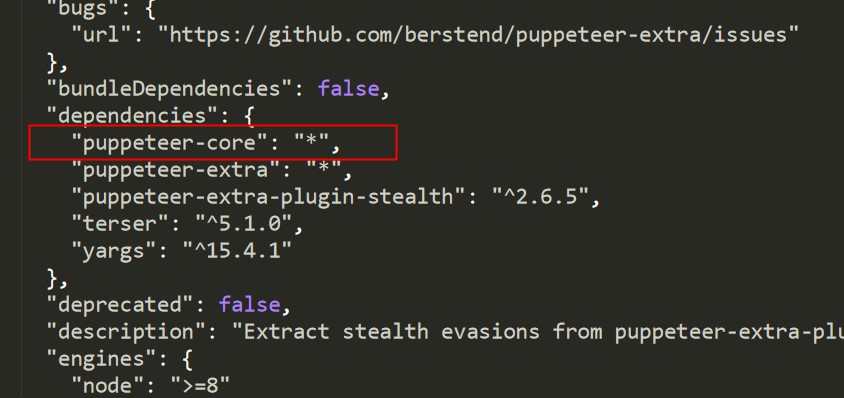 "bugs": {
"url": "https://github.com/berstend/puppeteer-extra/issues"
},
"bundleDependencies": false,
"dependencies": {
"puppeteer-core": "*",
"puppeteer-extra": "*",
"puppeteer-extra-plugin-stealth": "^2.6.5",
"terser": "^5.1.0",
"yargs": "^15.4.1"
},
"deprecated": false,
"description": "Extract stealth evasions from puppeteer-extra-plu
"engines": {
"node": ">=8"